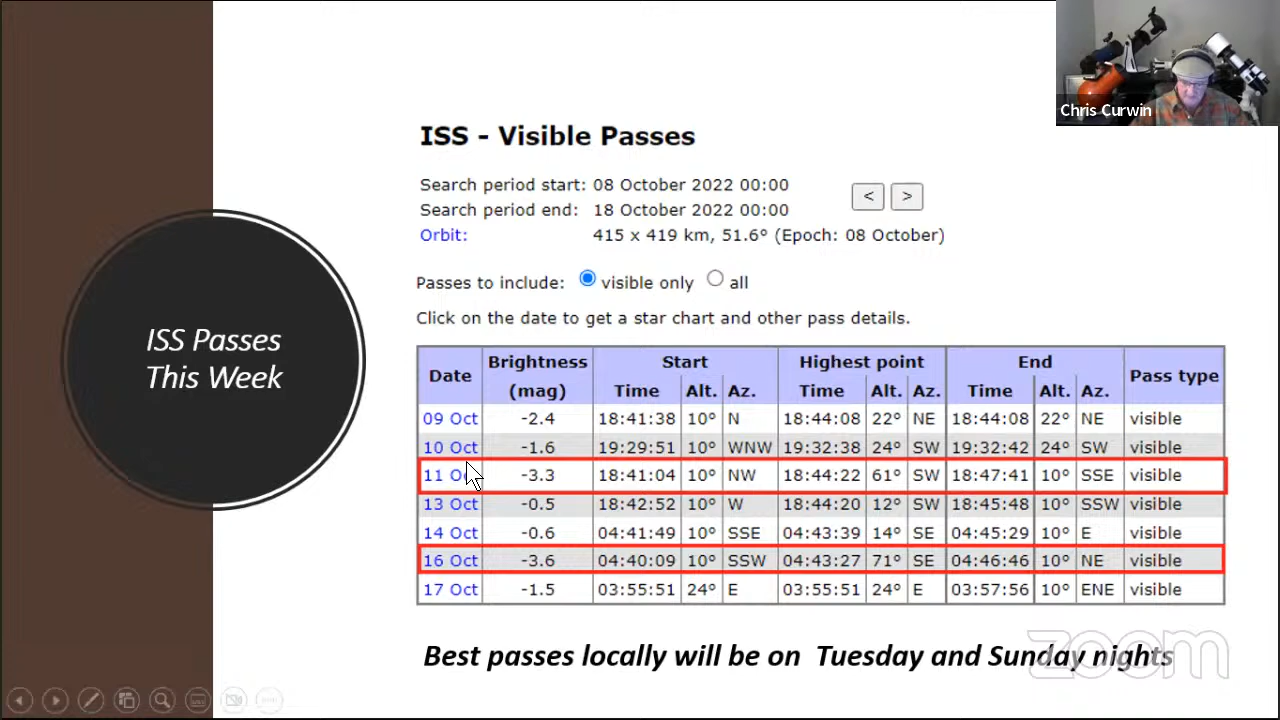 Chris Curwin
ISS - Visible Passes
Search period start: 08 October 2022 00:00
< >
Search period end: 18 October 2022 00:00
Orbit: 415 x 419 km, 51.6° (Epoch: 08 October)
Passes to include: visible only all
Click on the date to get a star chart and other pass details.
ISS Passes
This Week
Date Brightness Start Highest point End Pass type
(mag) Time Alt. Az. Time Alt. Az. Time Alt. Az.
09 Oct -2.4 18:41:38 10° N 18:44:08 22° NE 18:44:08 22° NE visible
10 Oct -1.6 19:29:51 10° WNW 19:32:38 24° SW 19:32:42 24° SW visible
11 Oct -3.3 18:41:04 10° NW 18:44:22 61° SW 18:47:41 10° SSE visible
13 Oct -0.5 18:42:52 10° W 18:44:20 12° SW 18:45:48 10° SSW visible
14 Oct -0.6 04:41:49 10° SSE 04:43:39 14° SE 04:45:29 10° E visible
16 Oct -3.6 04:40:09 10° SSW 04:43:27 71° SE 04:46:46 10° NE visible
17 Oct -1.5 03:55:51 24° E 03:55:51 24° E 03:57:56 10° ENE visible
Best passes locally will be on Tuesday and Sunday nights
zoom